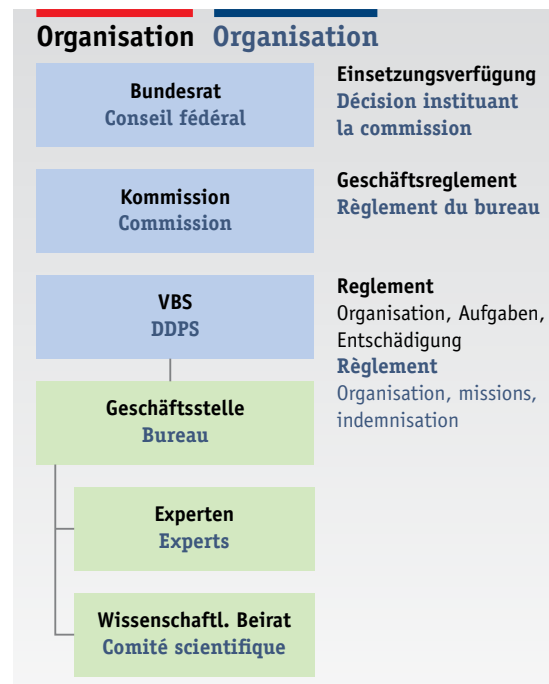 Organisation Organisation
Bundesrat
Conseil fédéral
Einsetzungsverfügung
Décision instituant
la commission
Kommission
Commission
Geschäftsreglement
Règlement du bureau
VBS
DDPS
Reglement
Organisation, Aufgaben,
Entschädigung
Règlement
Organisation, missions,
indemnisation
Geschäftsstelle
Bureau
Experten
Experts
Wissenschaftl. Beirat
Comité scientifique